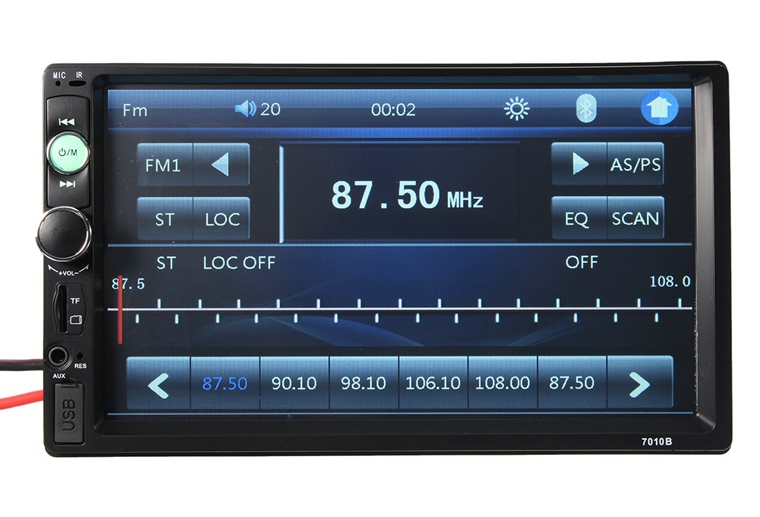 MIC IR
Fm 20 00:02
FM1 AS/PS
/M
87.50 MHz
ST LOC EQ SCAN
ST LOC OFF OFF
+VOL-
87.5 108.0
TF
RES
AUX
87.50 90.10 98.10 106.10 108.00 87.50
USB
7010B